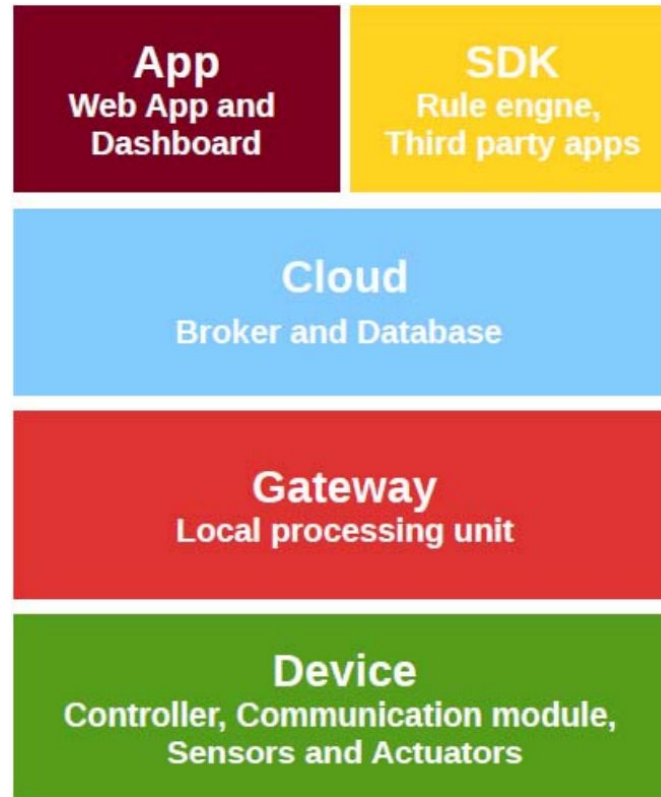 App
Web App and
Dashboard
SDK
Rule engne,
Third party apps
Cloud
Broker and Database
Gateway
Local processing unit
Device
Controller, Communication module,
Sensors and Actuators